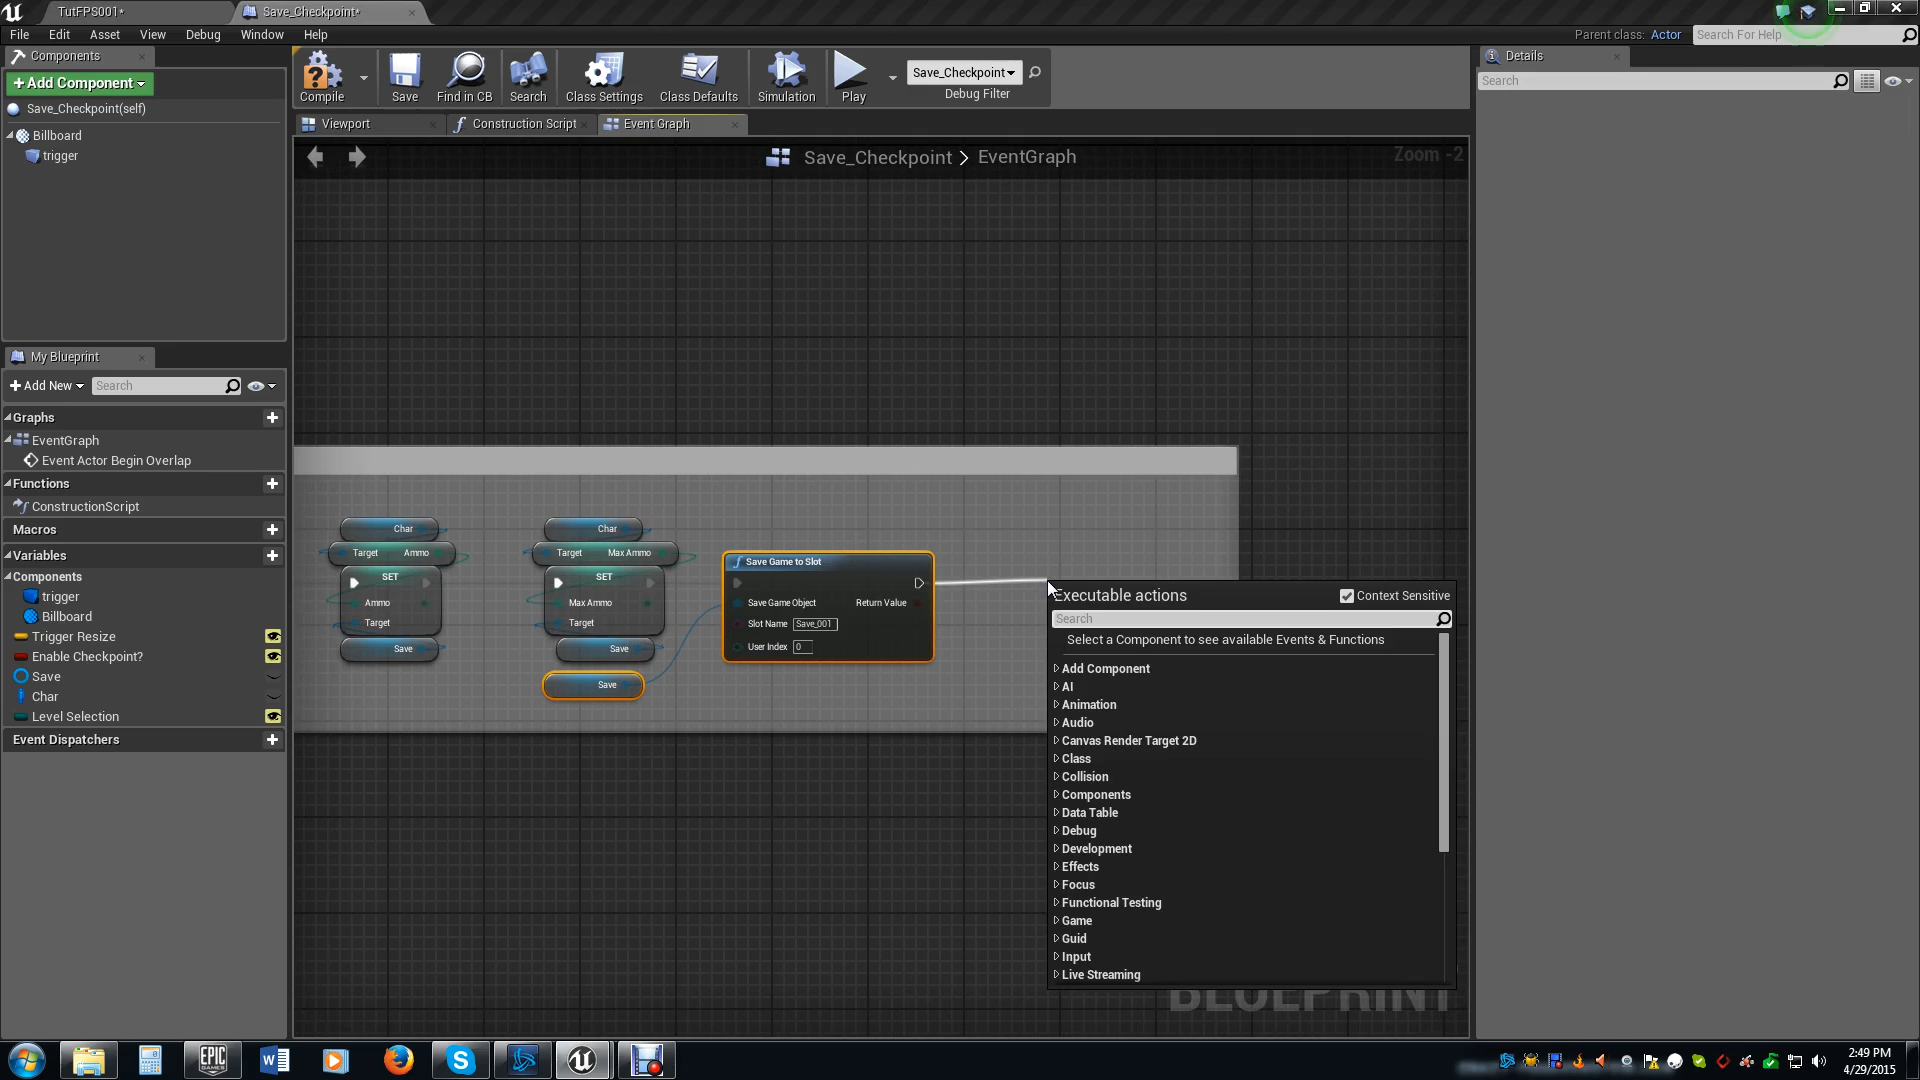 TutFPS001*
Save_Checkpoint*
File Edit Asset View Debug Window Help
Parent class: Actor
Search For Help
Components
+Add Component
Save_Checkpoint(self)
Billboard
trigger
Compile
Save
Find in CB
Search
Class Settings
Class Defaults
Simulation
Play
Save_Checkpoint
Debug Filter
Details
Search
Viewport
Construction Script
Event Graph
Save_Checkpoint > EventGraph
Zoom -2
My Blueprint
+Add New
Search
Graphs
EventGraph
Event Actor Begin Overlap
Functions
ConstructionScript
Macros
Variables
Components
trigger
Billboard
Trigger Resize
Enable Checkpoint?
Save
Char
Level Selection
Event Dispatchers
Char
Target Ammo
SET
Ammo
Target
Save
Char
Target Max Ammo
SET
Max Ammo
Target
Save
Save
Save Game to Slot
Save Game Object Return Value
Slot Name Save_001
User Index 0
Executable actions
Context Sensitive
Search
Select a Component to see available Events & Functions
Add Component
AI
Animation
Audio
Canvas Render Target 2D
Class
Collision
Components
Data Table
Debug
Development
Effects
Focus
Functional Testing
Game
Guid
Input
Live Streaming
BLUEPRINT
EPIC GAMES
2:49 PM
4/29/2015